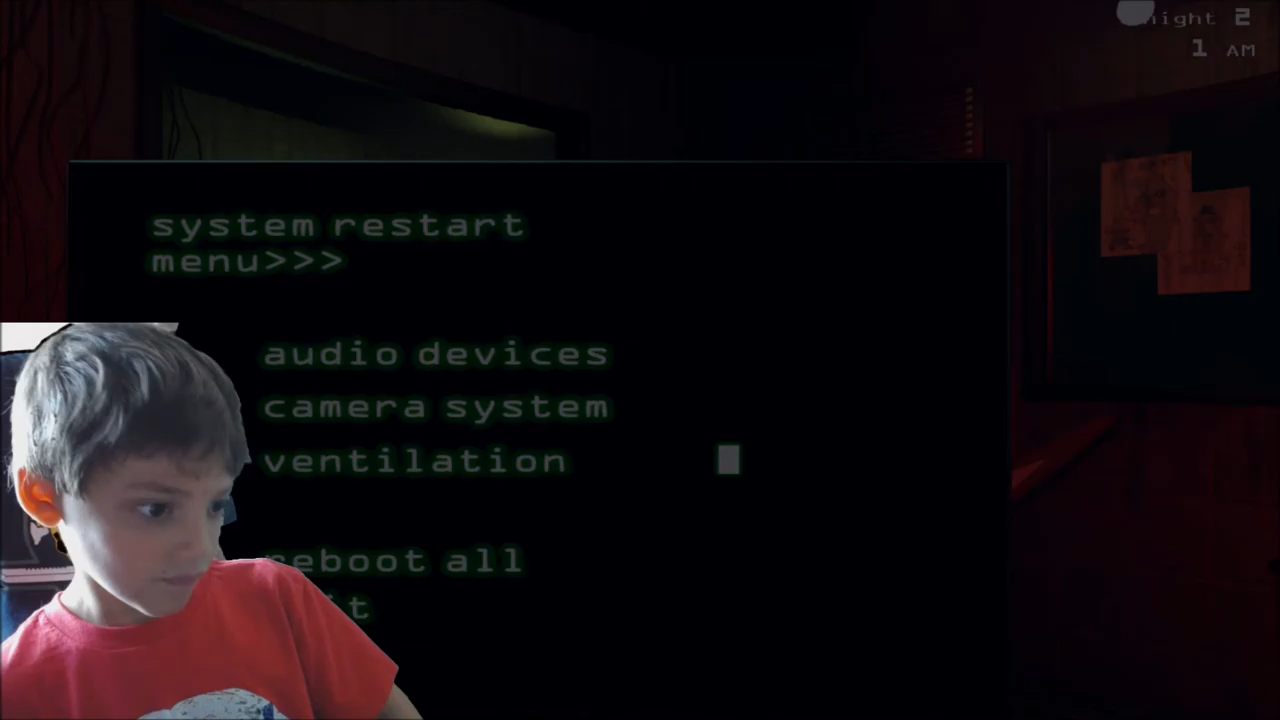 night 2
1 AM
system restart
menu>>>
audio devices
camera system
ventilation
reboot all